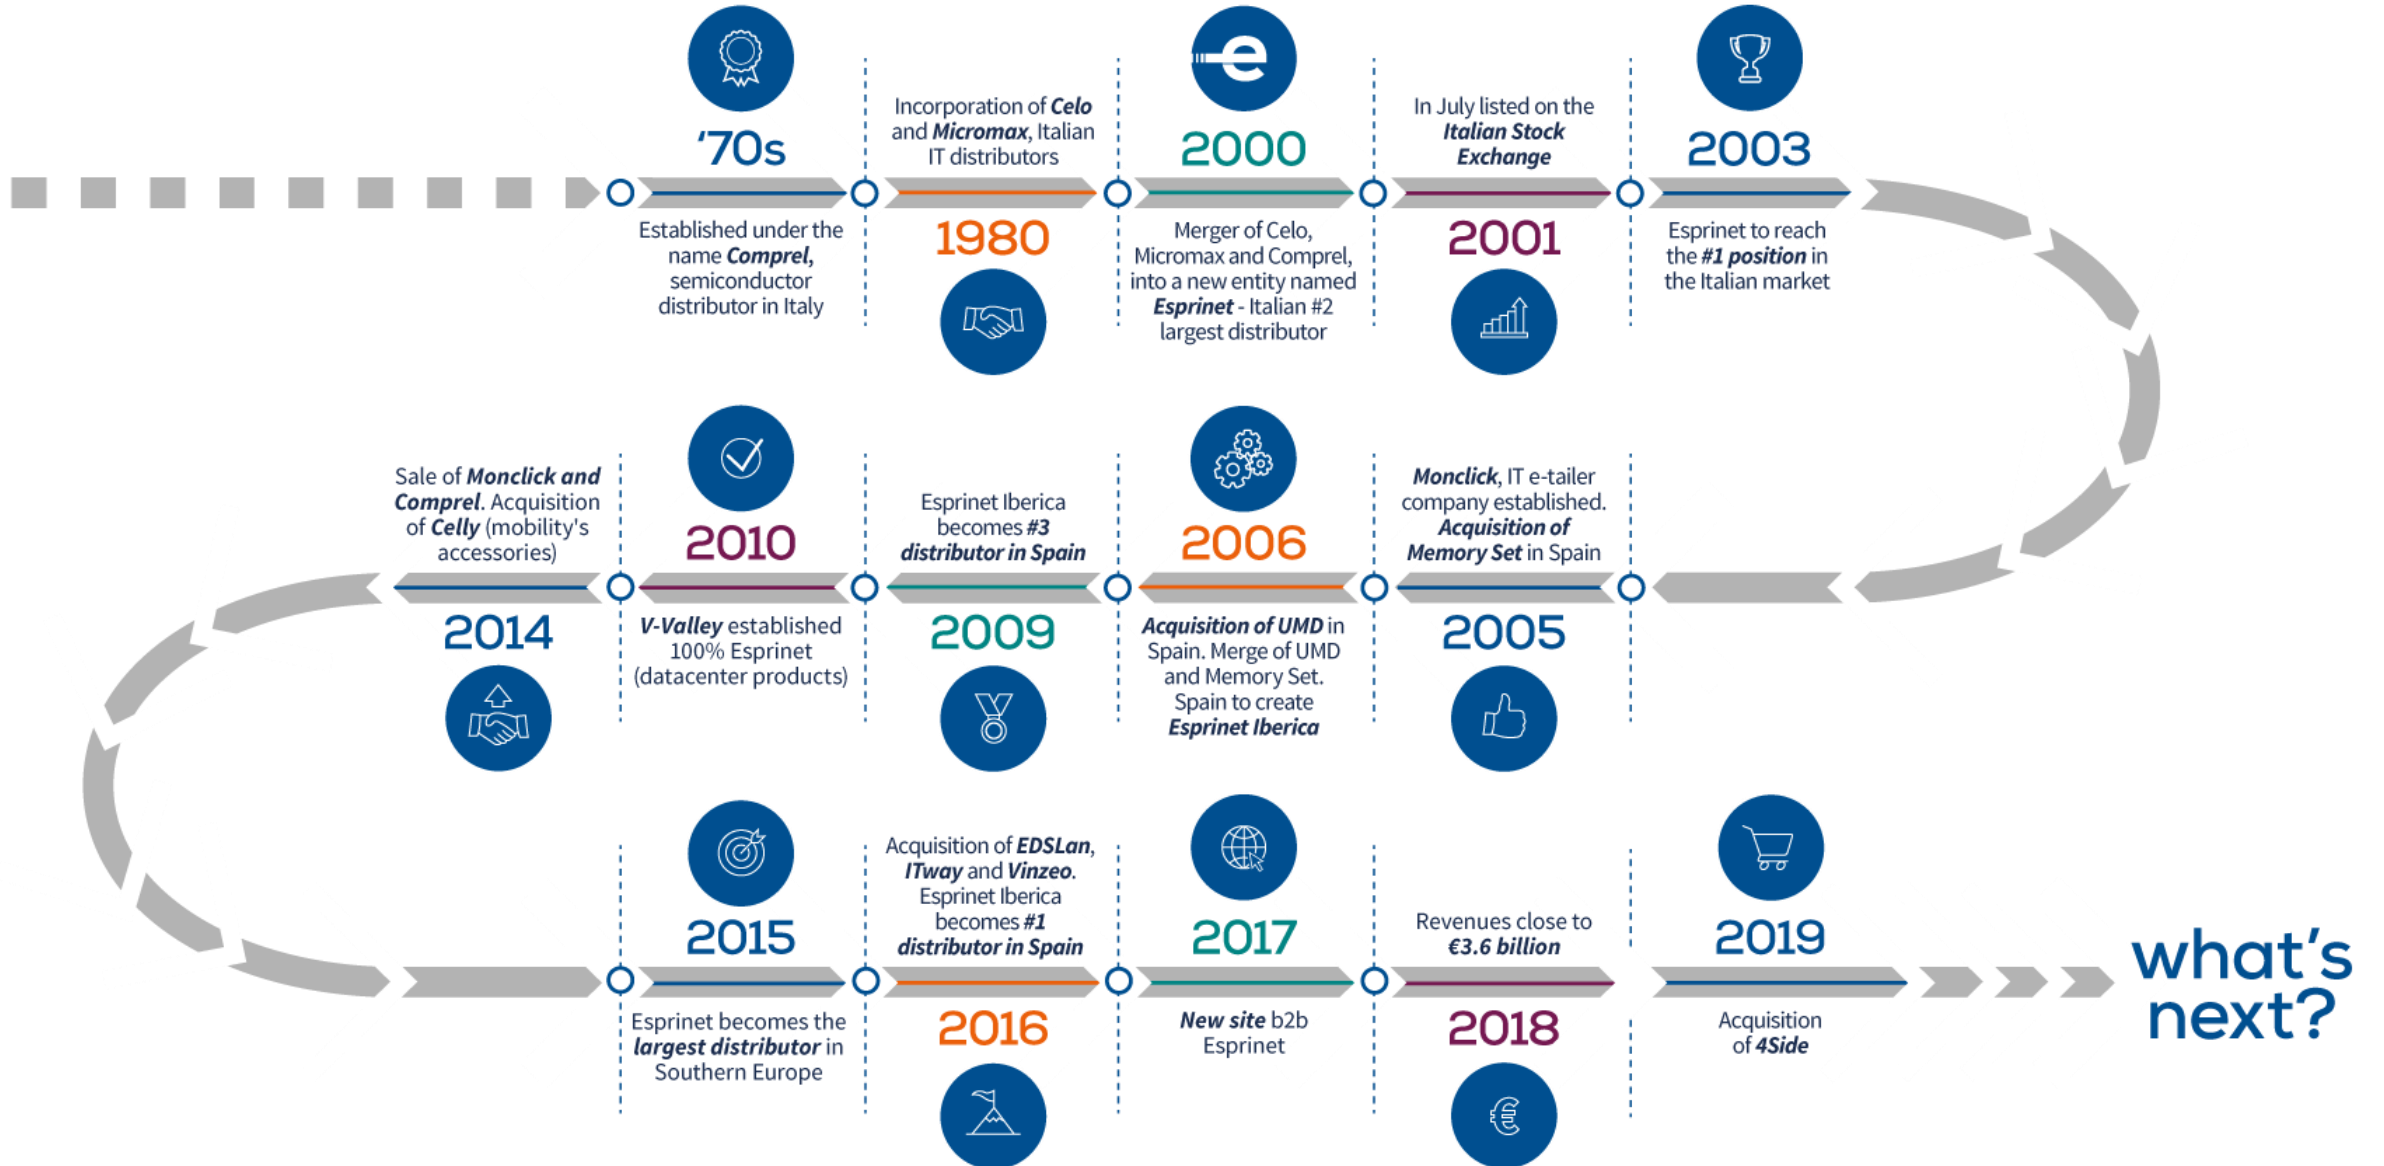 '70s
Established under the
name Comprel,
semiconductor
distributor in Italy
Incorporation of Celo
and Micromax, Italian
IT distributors
1980
e
2000
Merger of Celo,
Micromax and Comprel,
into a new entity named
Esprinet - Italian #2
largest distributor
In July listed on the
Italian Stock
Exchange
2001
2003
Esprinet to reach
the #1 position in
the Italian market
Monclick, IT e-tailer
company established.
Acquisition of
Memory Set in Spain
2005
2006
Acquisition of UMD in
Spain. Merge of UMD
and Memory Set.
Spain to create
Esprinet Iberica
Esprinet Iberica
becomes #3
distributor in Spain
2009
2010
V-Valley established
100% Esprinet
(datacenter products)
Sale of Monclick and
Comprel. Acquisition
of Celly (mobility's
accessories)
2014
2015
Esprinet becomes the
largest distributor in
Southern Europe
Acquisition of EDSLan,
ITway and Vinzeo.
Esprinet Iberica
becomes #1
distributor in Spain
2016
2017
New site b2b
Esprinet
Revenues close to
€3.6 billion
2018
€
2019
Acquisition
of 4Side
what's
next?